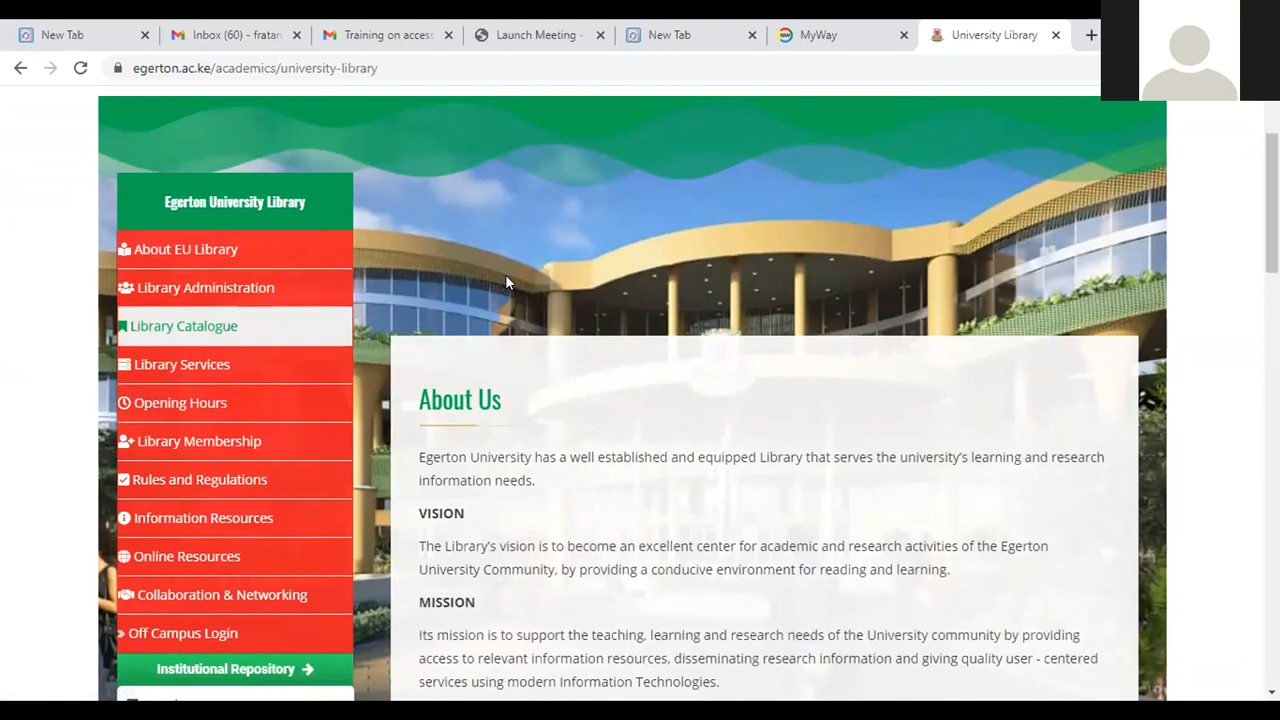 New Tab
Inbox (60) - fratan
Training on access
Launch Meeting -
New Tab
MyWay
University Library
egerton.ac.ke/academics/university-library
Egerton University Library
About EU Library
Library Administration
Library Catalogue
Library Services
Opening Hours
Library Membership
Rules and Regulations
Information Resources
Online Resources
Collaboration & Networking
Off Campus Login
Institutional Repository
About Us
Egerton University has a well established and equipped Library that serves the university's learning and research
information needs.
VISION
The Library's vision is to become an excellent center for academic and research activities of the Egerton
University Community, by providing a conducive environment for reading and learning.
MISSION
Its mission is to support the teaching, learning and research needs of the University community by providing
access to relevant information resources, disseminating research information and giving quality user - centered
services using modern Information Technologies.